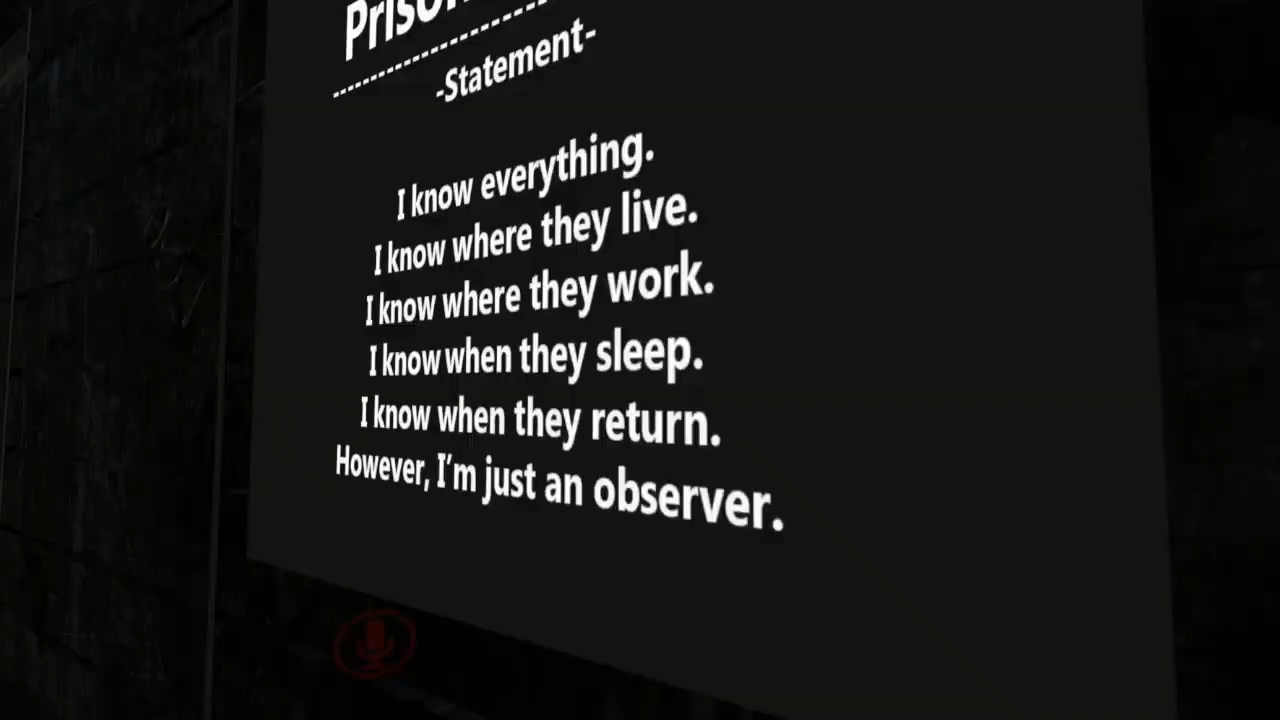 -Statement-
I know everything.
I know where they live.
I know where they work.
I know when they sleep.
I know when they return.
However, I'm just an observer.